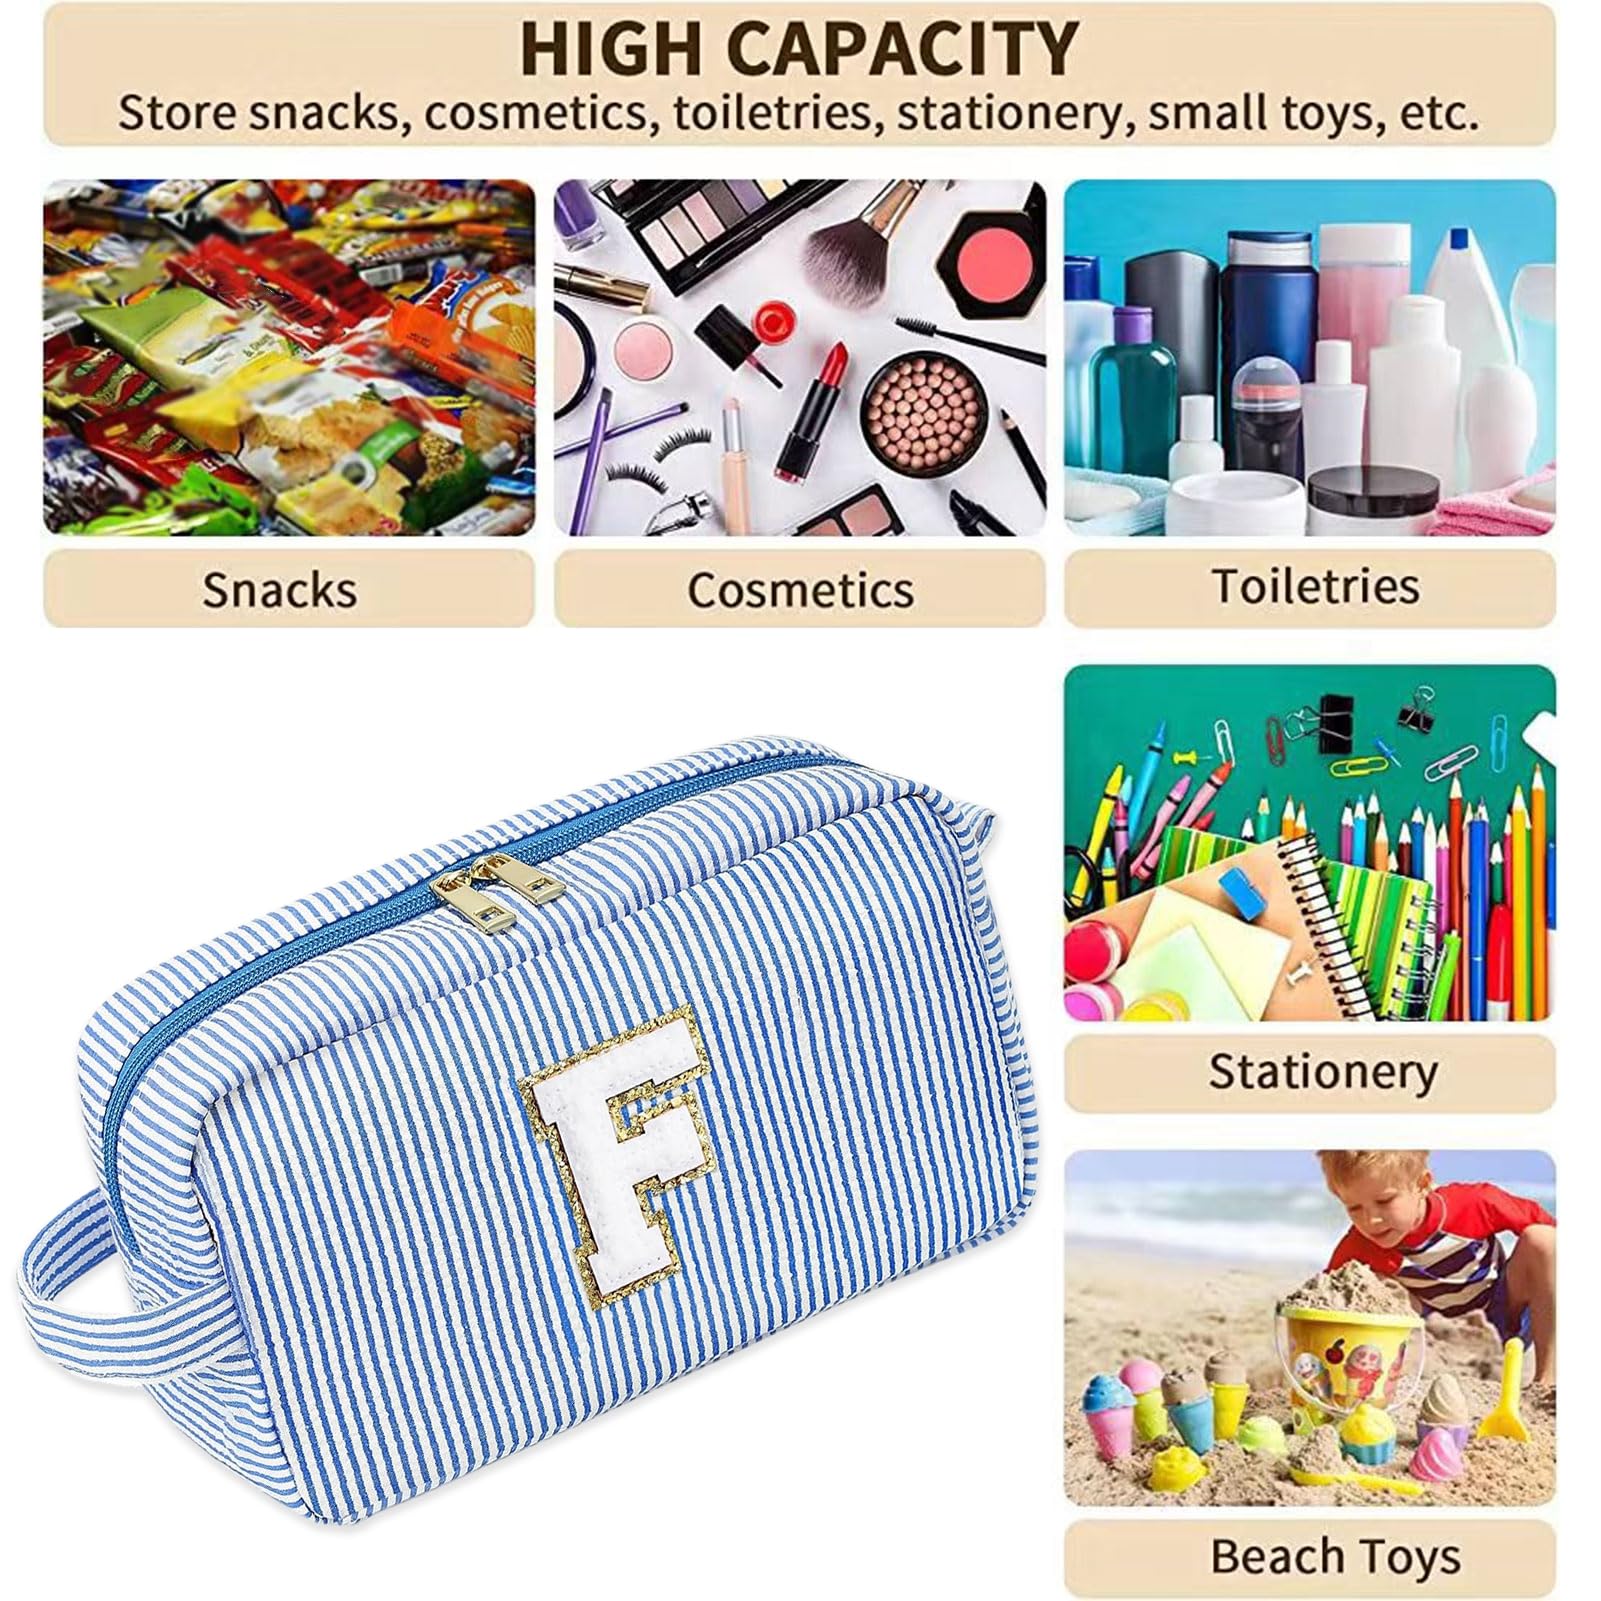 HIGH CAPACITY
Store snacks, cosmetics, toiletries, stationery, small toys, etc.
Snacks
Cosmetics
Toiletries
Stationery
F
Beach Toys